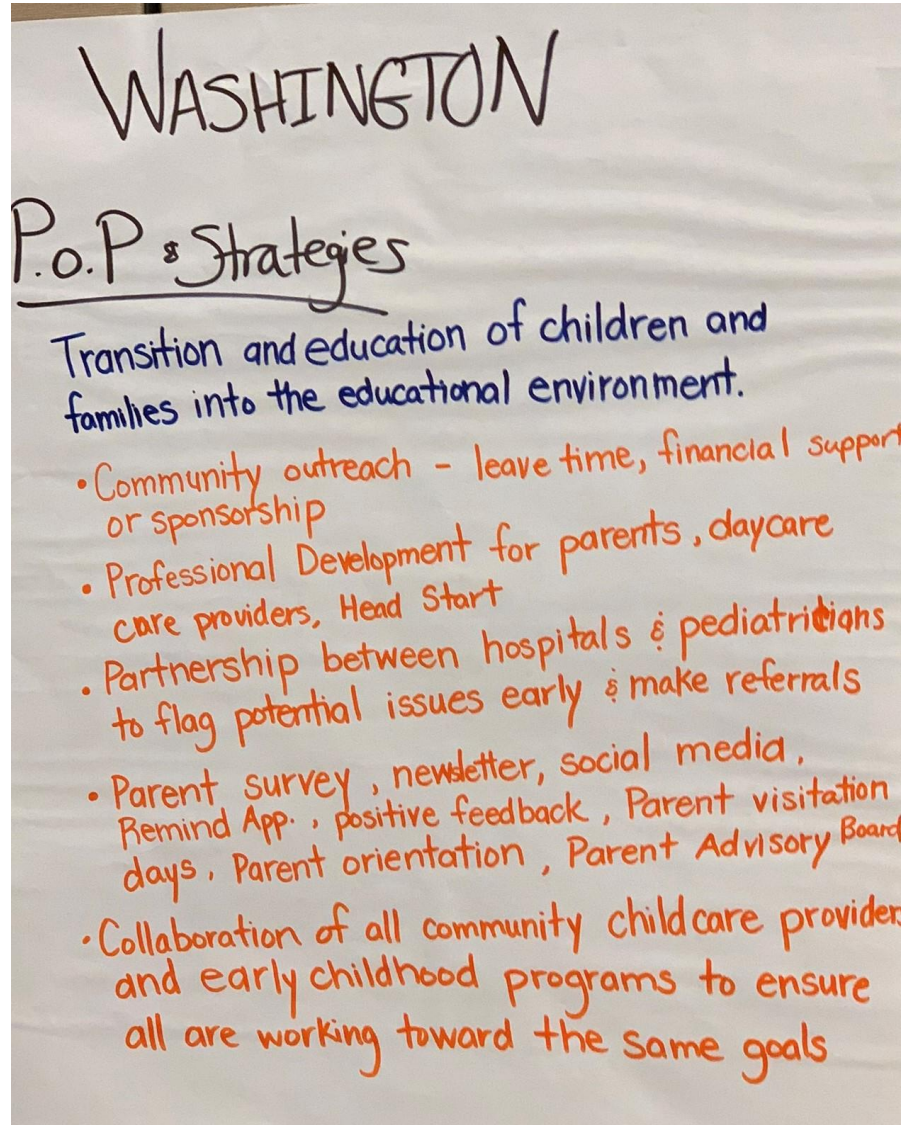 WASHINGTON
P.o.P & Strategies
Transition and education of children and
families into the educational environment.
• Community outreach - leave time, financial support
or sponsorship
• Professional Development for parents, daycare
care providers, Head Start
• Partnership between hospitals & pediatricians
to flag potential issues early & make referrals
• Parent survey, newsletter, social media,
Remind App., positive feedback, Parent visitation
days, Parent orientation, Parent Advisory Board
• Collaboration of all community childcare providers
and early childhood programs to ensure
all are working toward the same goals